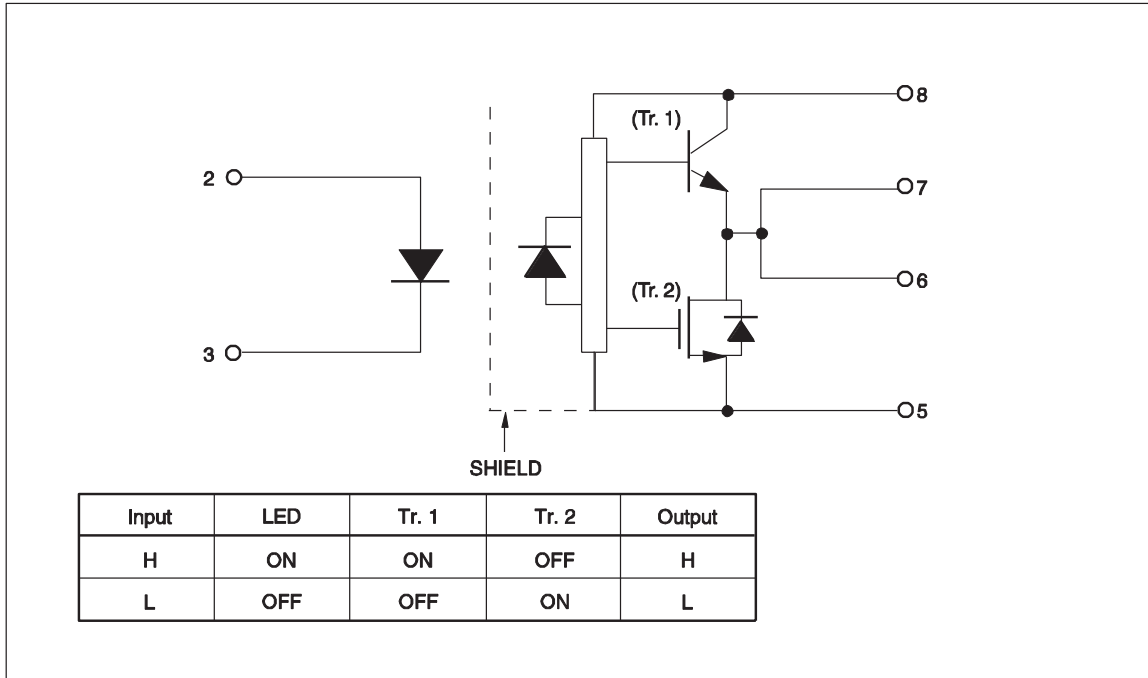 8
(Tr. 1)
2
7
6
(Tr. 2)
3
5
SHIELD
Input LED Tr. 1 Tr. 2 Output
H ON ON OFF H
L OFF OFF ON L